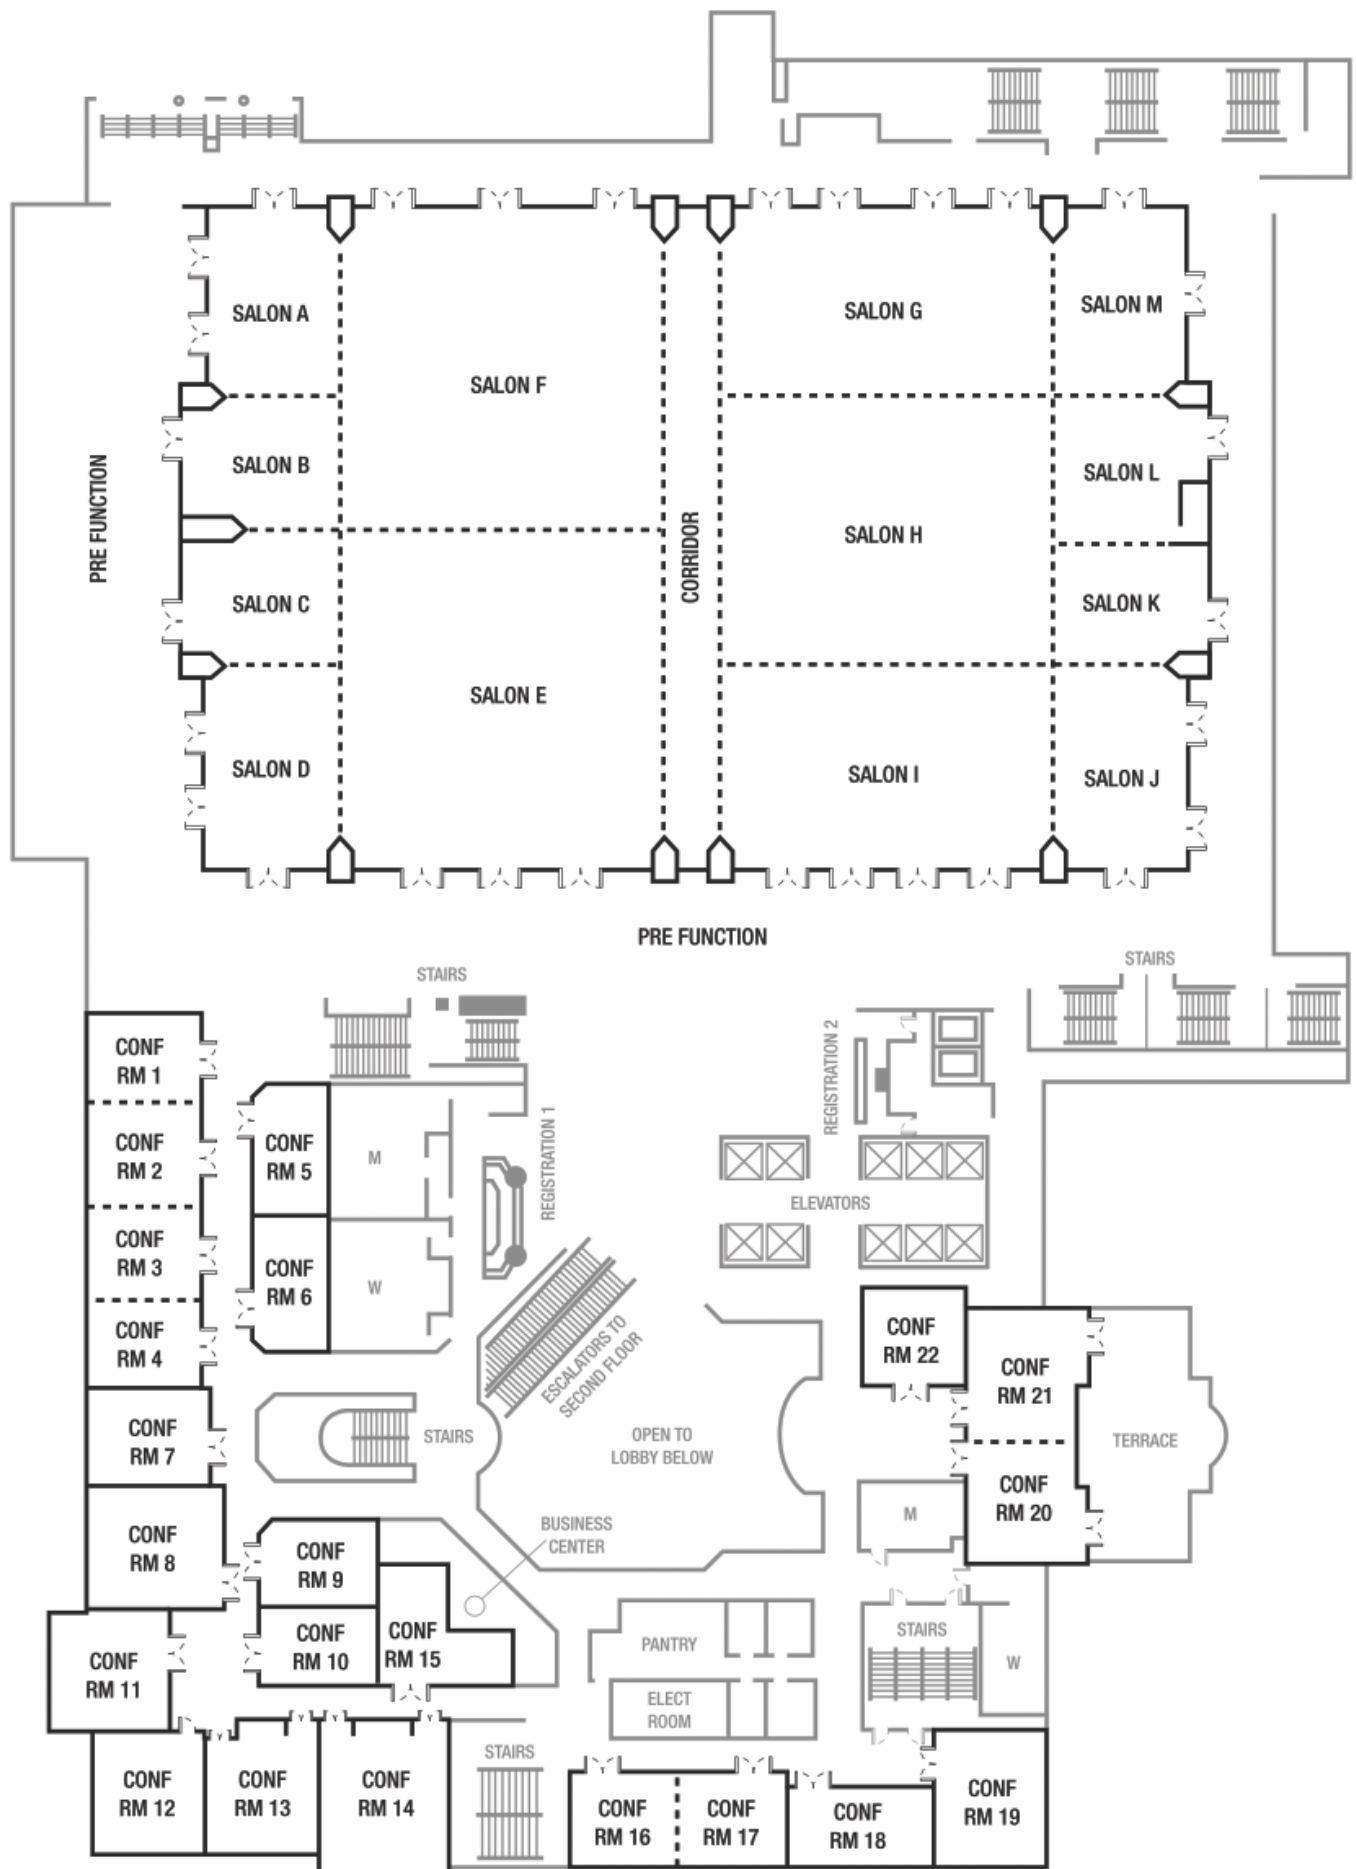 SALON A
SALON G
SALON M
SALON F
SALON B
SALON L
PRE FUNCTION
CORRIDOR
SALON H
SALON C
SALON K
SALON E
SALON D
SALON I
SALON J
PRE FUNCTION
STAIRS
STAIRS
CONF
RM 1
CONF
RM 2
CONF
RM 3
CONF
RM 4
CONF
RM 5
CONF
RM 6
M
W
REGISTRATION 1
REGISTRATION 2
ELEVATORS
ESCALATORS TO
SECOND FLOOR
CONF
RM 22
CONF
RM 21
CONF
RM 7
STAIRS
OPEN TO
LOBBY BELOW
TERRACE
CONF
RM 20
M
CONF
RM 8
CONF
RM 9
BUSINESS
CENTER
CONF
RM 10
CONF
RM 15
PANTRY
STAIRS
W
CONF
RM 11
ELECT
ROOM
STAIRS
CONF
RM 12
CONF
RM 13
CONF
RM 14
CONF
RM 16
CONF
RM 17
CONF
RM 18
CONF
RM 19